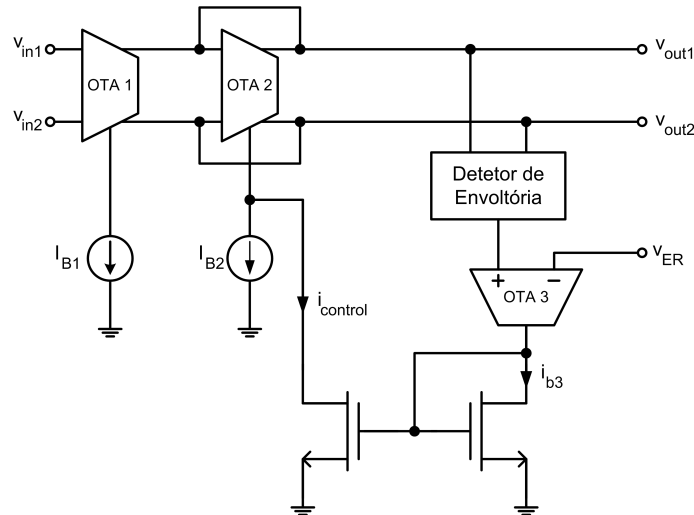 v_in1
OTA 1
OTA 2
v_out1
v_in2
v_out2
Detetor de
Envoltória
I_B1
I_B2
v_ER
+
−
OTA 3
i_control
i_b3